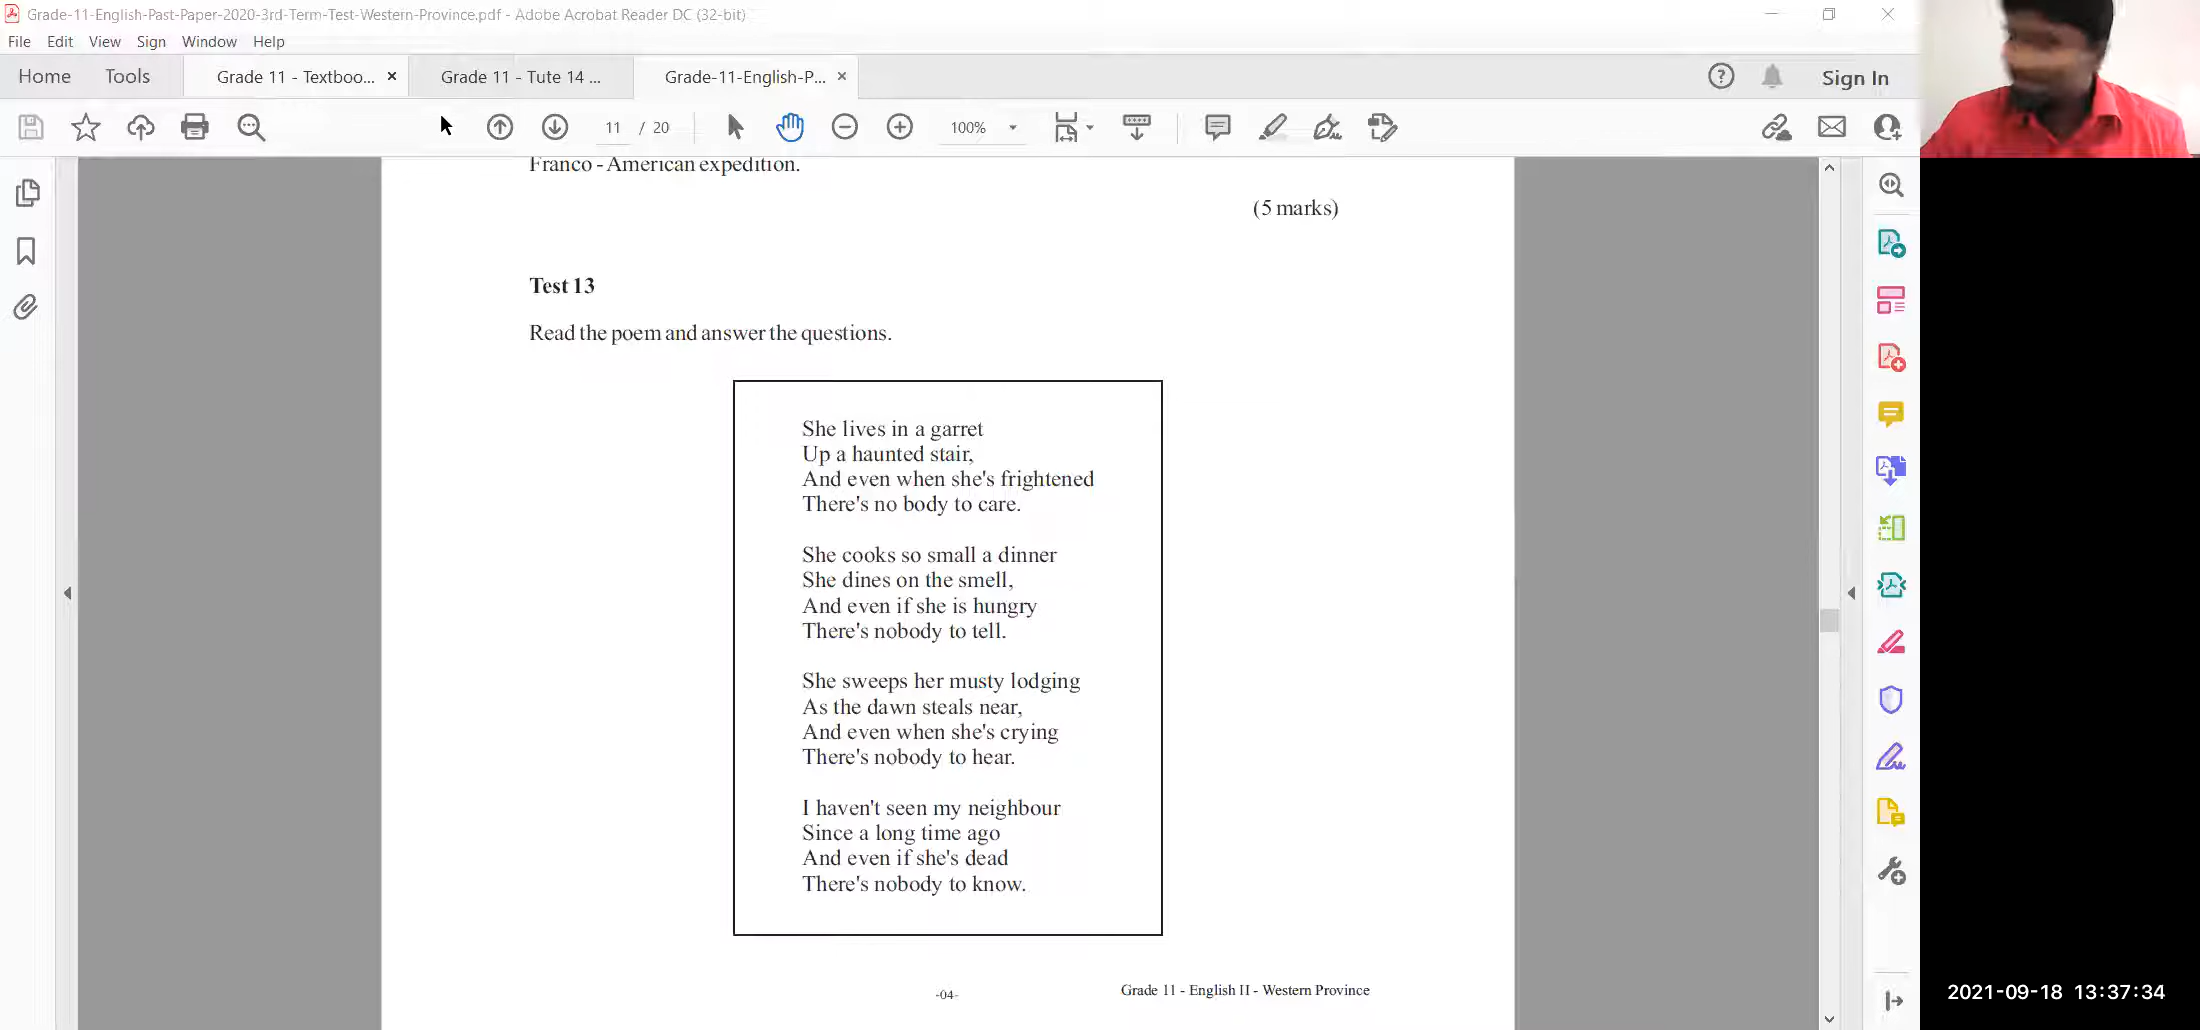 Grade-11-English-Past-Paper-2020-3rd-Term-Test-Western-Province.pdf - Adobe Acrobat Reader DC (32-bit)
File Edit View Sign Window Help
Home Tools Grade 11 - Textboo... Grade 11 - Tute 14 ... Grade-11-English-P... Sign In
11 / 20 100%
Franco - American expedition.
(5 marks)
Test 13
Read the poem and answer the questions.
She lives in a garret
Up a haunted stair,
And even when she's frightened
There's no body to care.
She cooks so small a dinner
She dines on the smell,
And even if she is hungry
There's nobody to tell.
She sweeps her musty lodging
As the dawn steals near,
And even when she's crying
There's nobody to hear.
I haven't seen my neighbour
Since a long time ago
And even if she's dead
There's nobody to know.
-04-
Grade 11 - English II - Western Province
2021-09-18 13:37:34